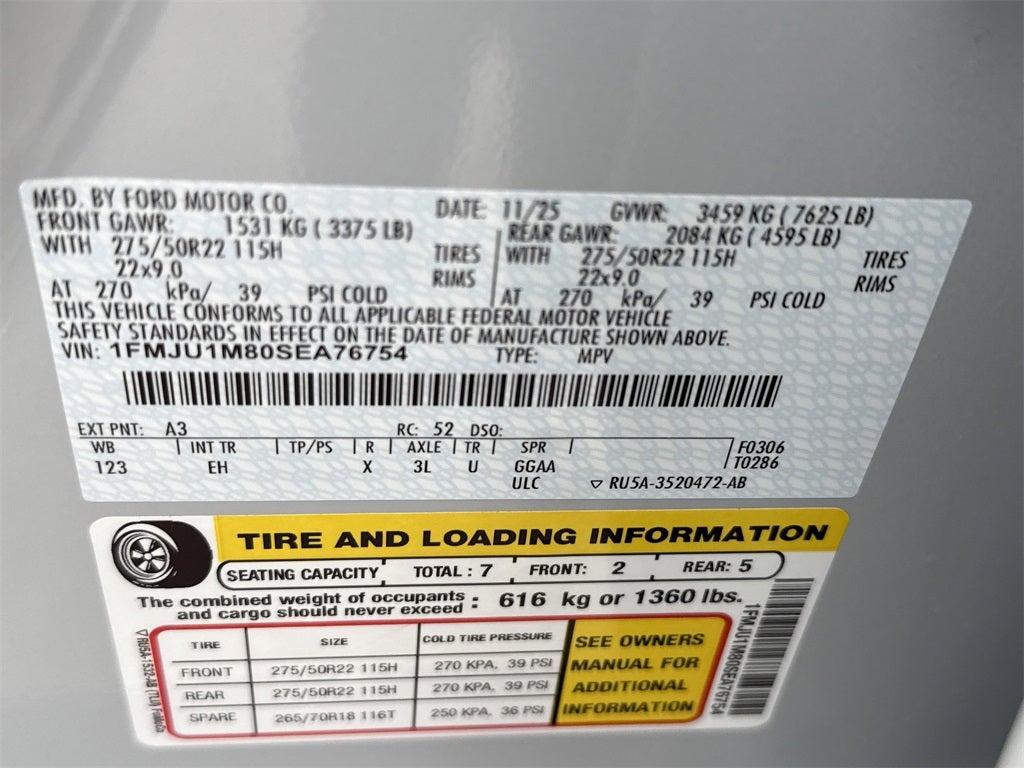 MFD. BY FORD MOTOR CO. DATE: 11/25 GVWR: 3459 KG ( 7625 LB)
FRONT GAWR: 1531 KG ( 3375 LB) REAR GAWR: 2084 KG ( 4595 LB)
WITH 275/50R22 115H TIRES WITH 275/50R22 115H TIRES
22x9.0 RIMS 22x9.0 RIMS
AT 270 kPa/ 39 PSI COLD AT 270 kPa/ 39 PSI COLD
THIS VEHICLE CONFORMS TO ALL APPLICABLE FEDERAL MOTOR VEHICLE
SAFETY STANDARDS IN EFFECT ON THE DATE OF MANUFACTURE SHOWN ABOVE.
VIN: 1FMJU1M80SEA76754 TYPE: MPV
EXT PNT: A3 RC: 52 DSO:
WB INT TR TP/PS R AXLE TR SPR F0306
123 EH X 3L U GGAA T0286
ULC ▽ RU5A-3520472-AB
TIRE AND LOADING INFORMATION
SEATING CAPACITY TOTAL : 7 FRONT: 2 REAR: 5
The combined weight of occupants
and cargo should never exceed : 616 kg or 1360 lbs.
TIRE SIZE COLD TIRE PRESSURE
FRONT 275/50R22 115H 270 KPA, 39 PSI
REAR 275/50R22 115H 270 KPA, 39 PSI
SPARE 265/70R18 116T 250 KPA, 36 PSI
SEE OWNERS
MANUAL FOR
ADDITIONAL
INFORMATION
1FMJU1M80SEA76754
▽RU5A-1532-AB